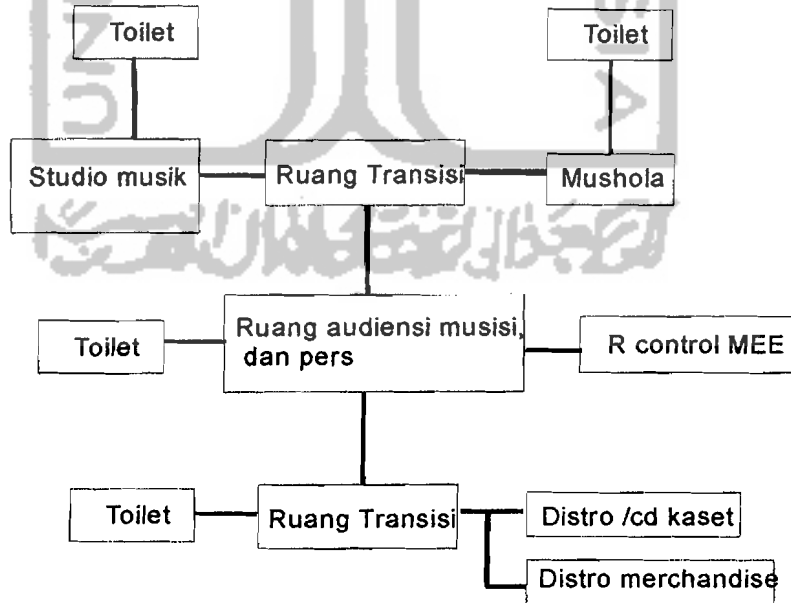 Toilet
Toilet
Studio musik
Ruang Transisi
Mushola
Ruang audiensi musisi,
dan pers
Toilet
R control MEE
Toilet
Ruang Transisi
Distro /cd kaset
Distro merchandise